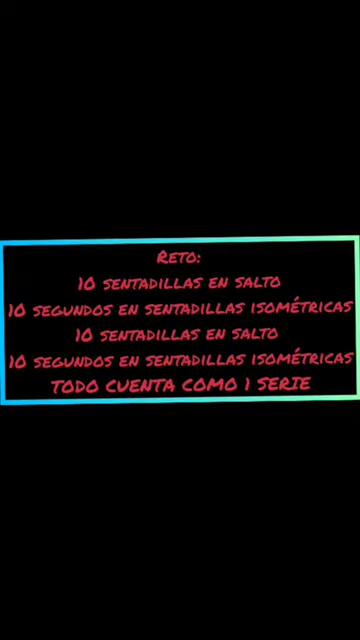 Reto:
10 sentadillas en salto
10 segundos en sentadillas isométricas
10 sentadillas en salto
10 segundos en sentadillas isométricas
TODO CUENTA COMO 1 SERIE